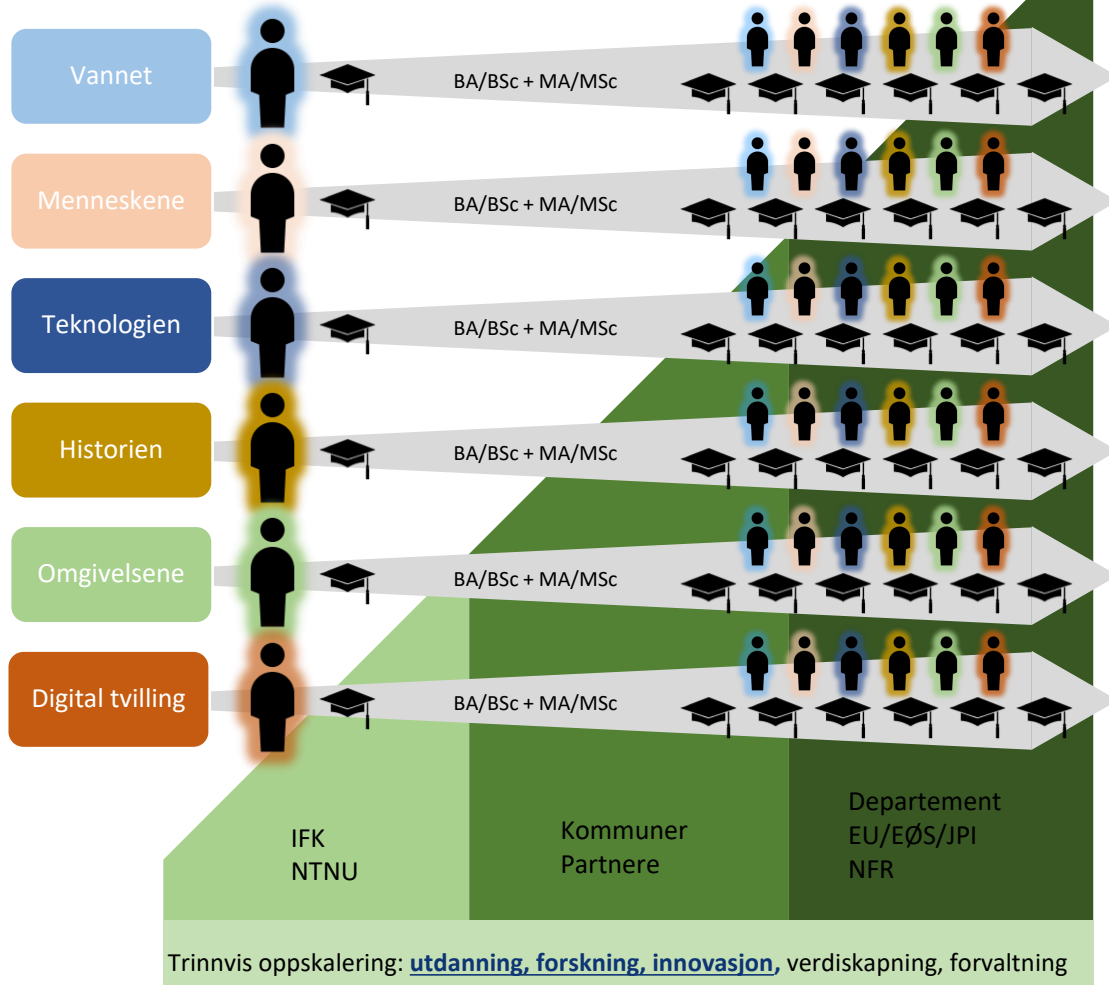 Vannet
BA/BSc + MA/MSc
Menneskene
BA/BSc + MA/MSc
Teknologien
BA/BSc + MA/MSc
Historien
BA/BSc + MA/MSc
Omgivelsene
BA/BSc + MA/MSc
Digital tvilling
BA/BSc + MA/MSc
IFK
NTNU
Kommuner
Partnere
Departement
EU/EØS/JPI
NFR
Trinnvis oppskalering: utdanning, forskning, innovasjon, verdiskapning, forvaltning